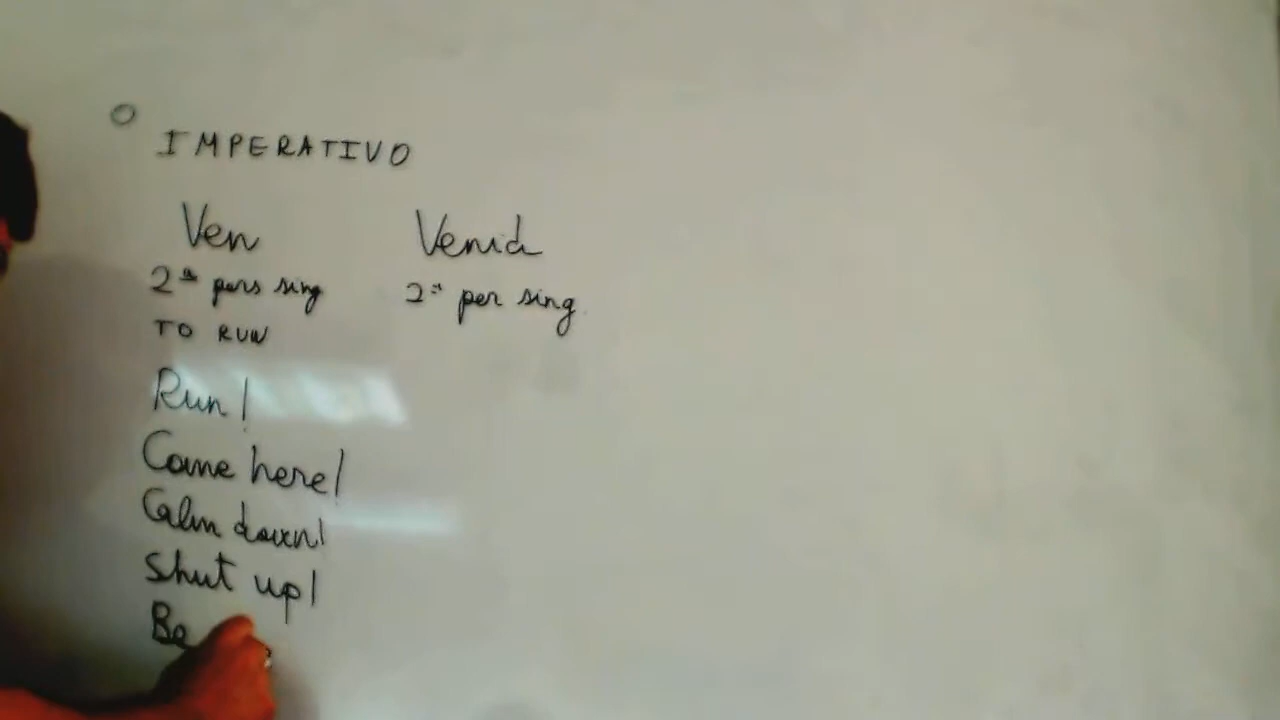 IMPERATIVO
Ven Venid
2ª pers sing 2ª per sing
TO RUN
Run!
Come here!
Calm down!
Shut up!
Be